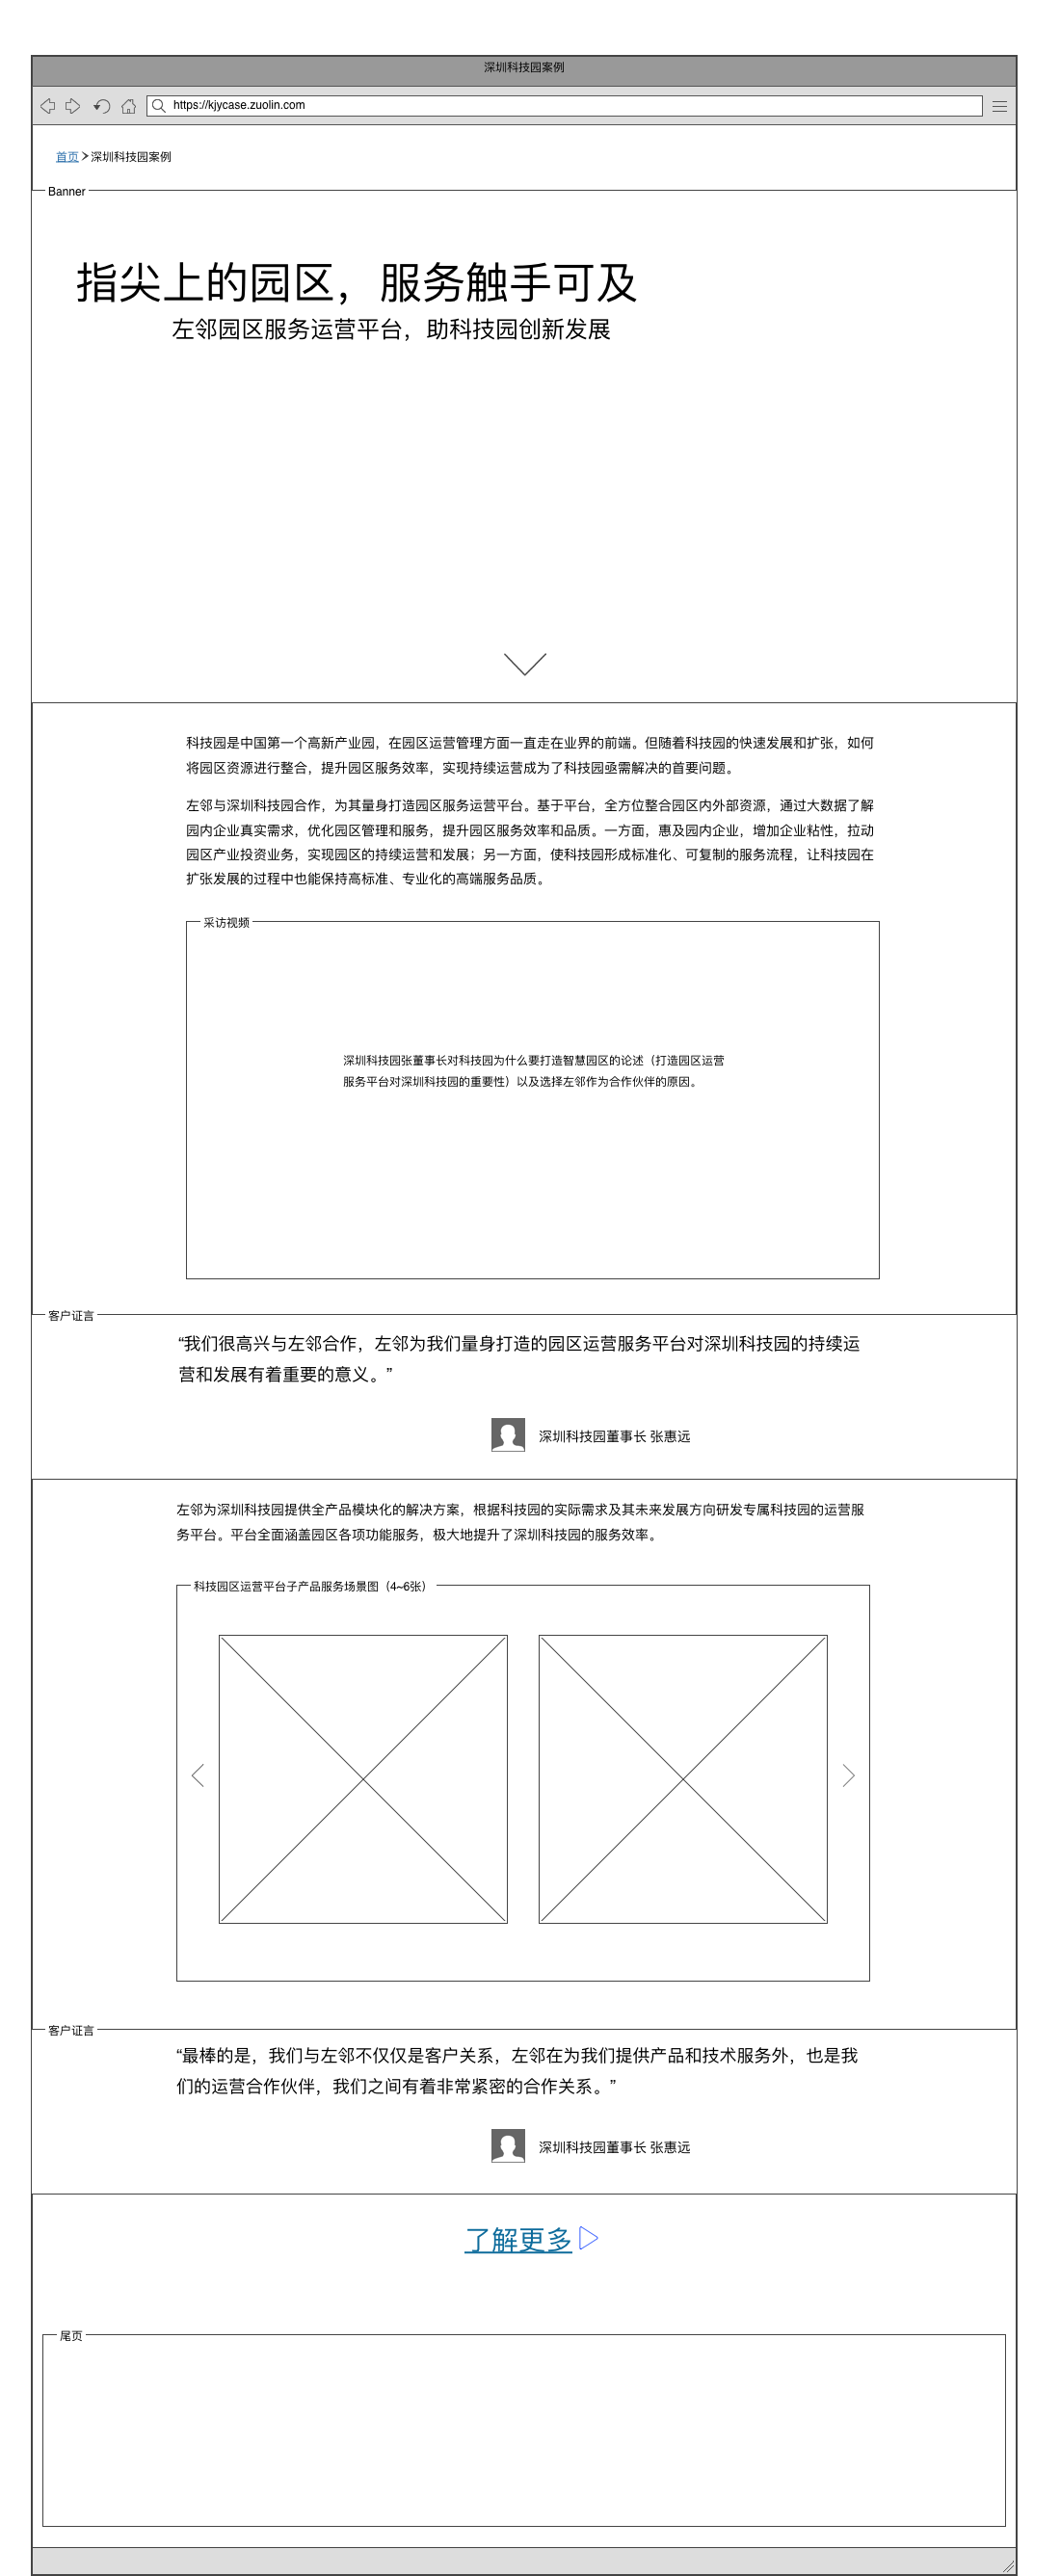 深圳科技园案例
https://kjycase.zuolin.com
首页>深圳科技园案例
Banner
指尖上的园区，服务触手可及
左邻园区服务运营平台，助科技园创新发展
科技园是中国第一个高新产业园，在园区运营管理方面一直走在业界的前端。但随着科技园的快速发展和扩张，如何
将园区资源进行整合，提升园区服务效率，实现持续运营成为了科技园亟需解决的首要问题。
左邻与深圳科技园合作，为其量身打造园区服务运营平台。基于平台，全方位整合园区内外部资源，通过大数据了解
园内企业真实需求，优化园区管理和服务，提升园区服务效率和品质。一方面，惠及园内企业，增加企业粘性，拉动
园区产业投资业务，实现园区的持续运营和发展；另一方面，使科技园形成标准化、可复制的服务流程，让科技园在
扩张发展的过程中也能保持高标准、专业化的高端服务品质。
采访视频
深圳科技园张董事长对科技园为什么要打造智慧园区的论述（打造园区运营
服务平台对深圳科技园的重要性）以及选择左邻作为合作伙伴的原因。
客户证言
“我们很高兴与左邻合作，左邻为我们量身打造的园区运营服务平台对深圳科技园的持续运
营和发展有着重要的意义。”
深圳科技园董事长 张惠远
左邻为深圳科技园提供全产品模块化的解决方案，根据科技园的实际需求及其未来发展方向研发专属科技园的运营服
务平台。平台全面涵盖园区各项功能服务，极大地提升了深圳科技园的服务效率。
科技园区运营平台子产品服务场景图（4~6张）
客户证言
“最棒的是，我们与左邻不仅仅是客户关系，左邻在为我们提供产品和技术服务外，也是我
们的运营合作伙伴，我们之间有着非常紧密的合作关系。”
深圳科技园董事长 张惠远
了解更多
尾页